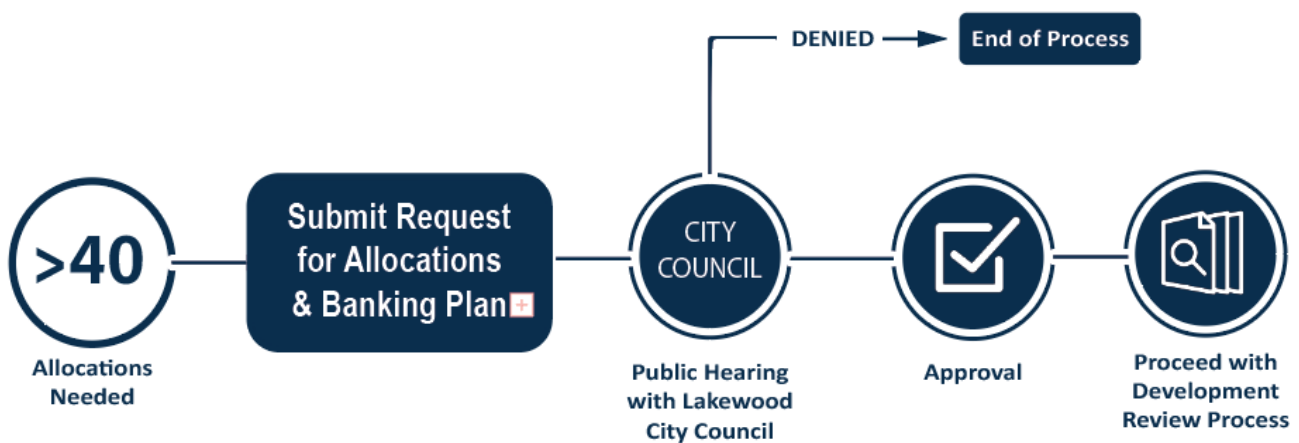 DENIED
End of Process
>40
Allocations
Needed
Submit Request
for Allocations
& Banking Plan
CITY
COUNCIL
Public Hearing
with Lakewood
City Council
Approval
Proceed with
Development
Review Process